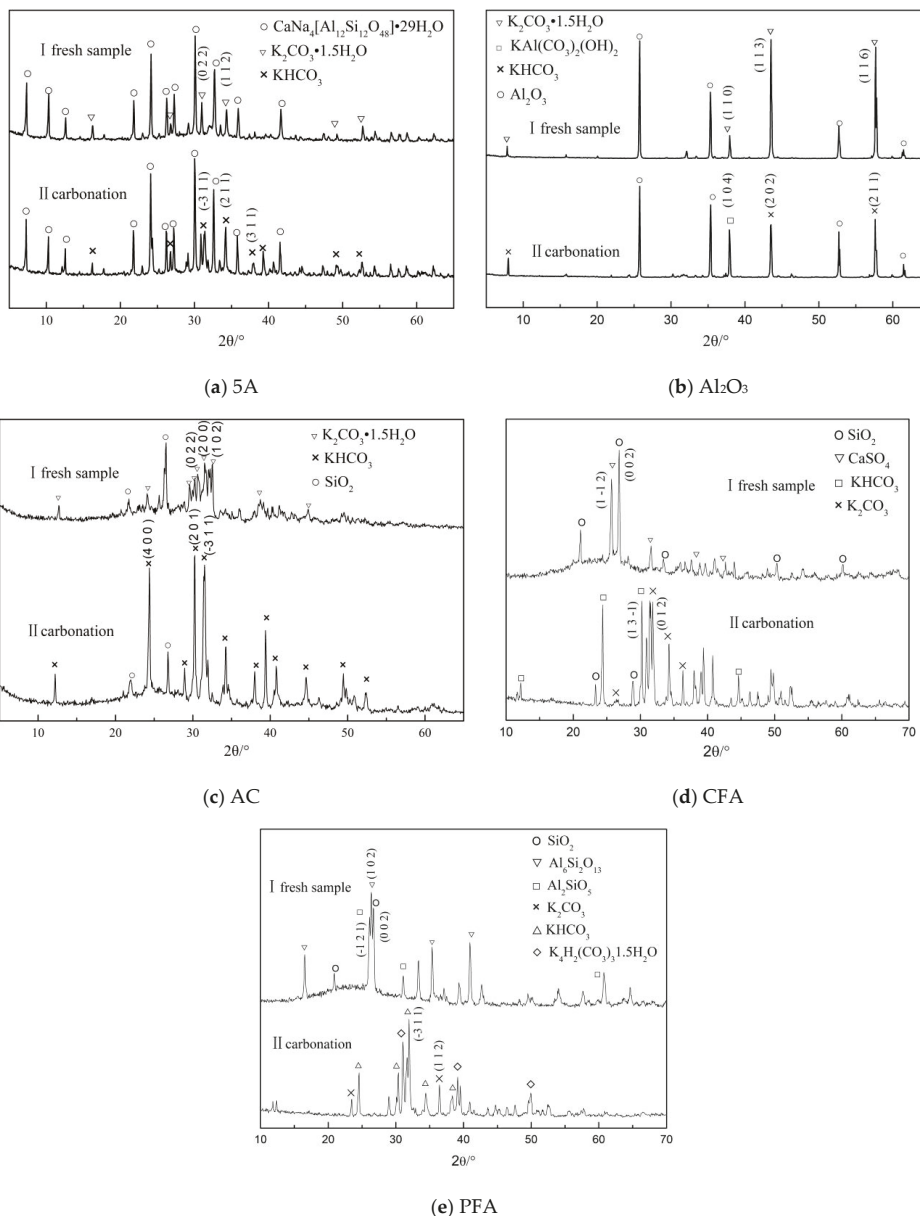 CaNa₄[Al₁₂Si₁₂O₄₈]•29H₂O
K₂CO₃•1.5H₂O
KHCO₃
I fresh sample
(0 2 2)
(1 1 2)
II carbonation
(-3 1 1)
(2 1 1)
(3 1 1)
10 20 30 40 50 60
2θ/°
(a) 5A
K₂CO₃•1.5H₂O
KAl(CO₃)₂(OH)₂
KHCO₃
Al₂O₃
I fresh sample
(1 1 0)
(1 1 3)
(1 1 6)
II carbonation
(1 0 4)
(2 0 2)
(2 1 1)
10 20 30 40 50 60
2θ/°
(b) Al₂O₃
K₂CO₃•1.5H₂O
KHCO₃
SiO₂
I fresh sample
(0 2 2)
(2 0 0)
(1 0 2)
II carbonation
(4 0 0)
(2 0 1)
(-3 1 1)
10 20 30 40 50 60
2θ/°
(c) AC
SiO₂
CaSO₄
KHCO₃
K₂CO₃
I fresh sample
(1 -1 2)
(0 0 2)
II carbonation
(1 3 -1)
(0 1 2)
10 20 30 40 50 60 70
2θ/°
(d) CFA
SiO₂
Al₆Si₂O₁₃
Al₂SiO₅
K₂CO₃
KHCO₃
K₄H₂(CO₃)₃1.5H₂O
I fresh sample
(-1 2 1)
(1 0 2)
(0 0 2)
II carbonation
(-3 1 1)
(1 1 2)
10 20 30 40 50 60 70
2θ/°
(e) PFA